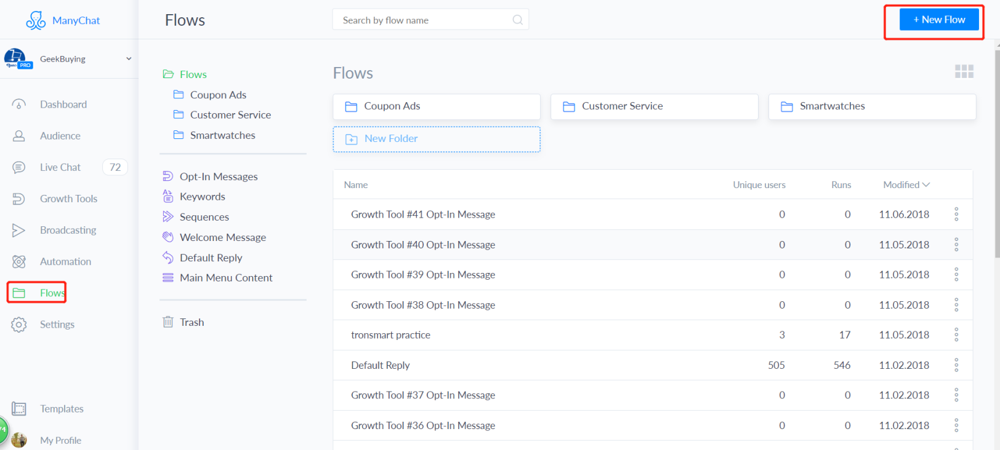 ManyChat
Flows
Search by flow name
+ New Flow
PRO
GeekBuying
Dashboard
Audience
Live Chat 72
Growth Tools
Broadcasting
Automation
Flows
Settings
Templates
My Profile
Flows
Coupon Ads
Customer Service
Smartwatches
Opt-In Messages
Keywords
Sequences
Welcome Message
Default Reply
Main Menu Content
Trash
Flows
Coupon Ads
Customer Service
Smartwatches
New Folder
Name Unique users Runs Modified
Growth Tool #41 Opt-In Message 0 0 11.06.2018
Growth Tool #40 Opt-In Message 0 0 11.05.2018
Growth Tool #39 Opt-In Message 0 0 11.05.2018
Growth Tool #38 Opt-In Message 0 0 11.05.2018
tronsmart practice 3 17 11.05.2018
Default Reply 505 546 11.02.2018
Growth Tool #37 Opt-In Message 0 0 11.02.2018
Growth Tool #36 Opt-In Message 0 0 11.02.2018